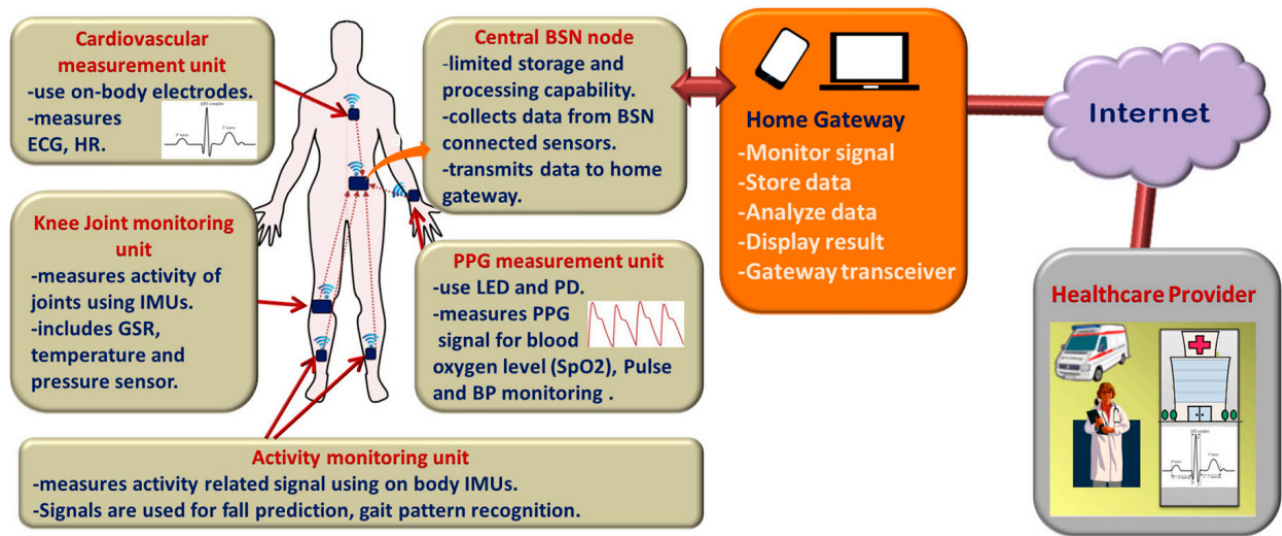 Cardiovascular
measurement unit
-use on-body electrodes.
-measures
ECG, HR.
Knee Joint monitoring
unit
-measures activity of
joints using IMUs.
-includes GSR,
temperature and
pressure sensor.
Central BSN node
-limited storage and
processing capability.
-collects data from BSN
connected sensors.
-transmits data to home
gateway.
PPG measurement unit
-use LED and PD.
-measures PPG
signal for blood
oxygen level (SpO2), Pulse
and BP monitoring .
Activity monitoring unit
-measures activity related signal using on body IMUs.
-Signals are used for fall prediction, gait pattern recognition.
Home Gateway
-Monitor signal
-Store data
-Analyze data
-Display result
-Gateway transceiver
Internet
Healthcare Provider